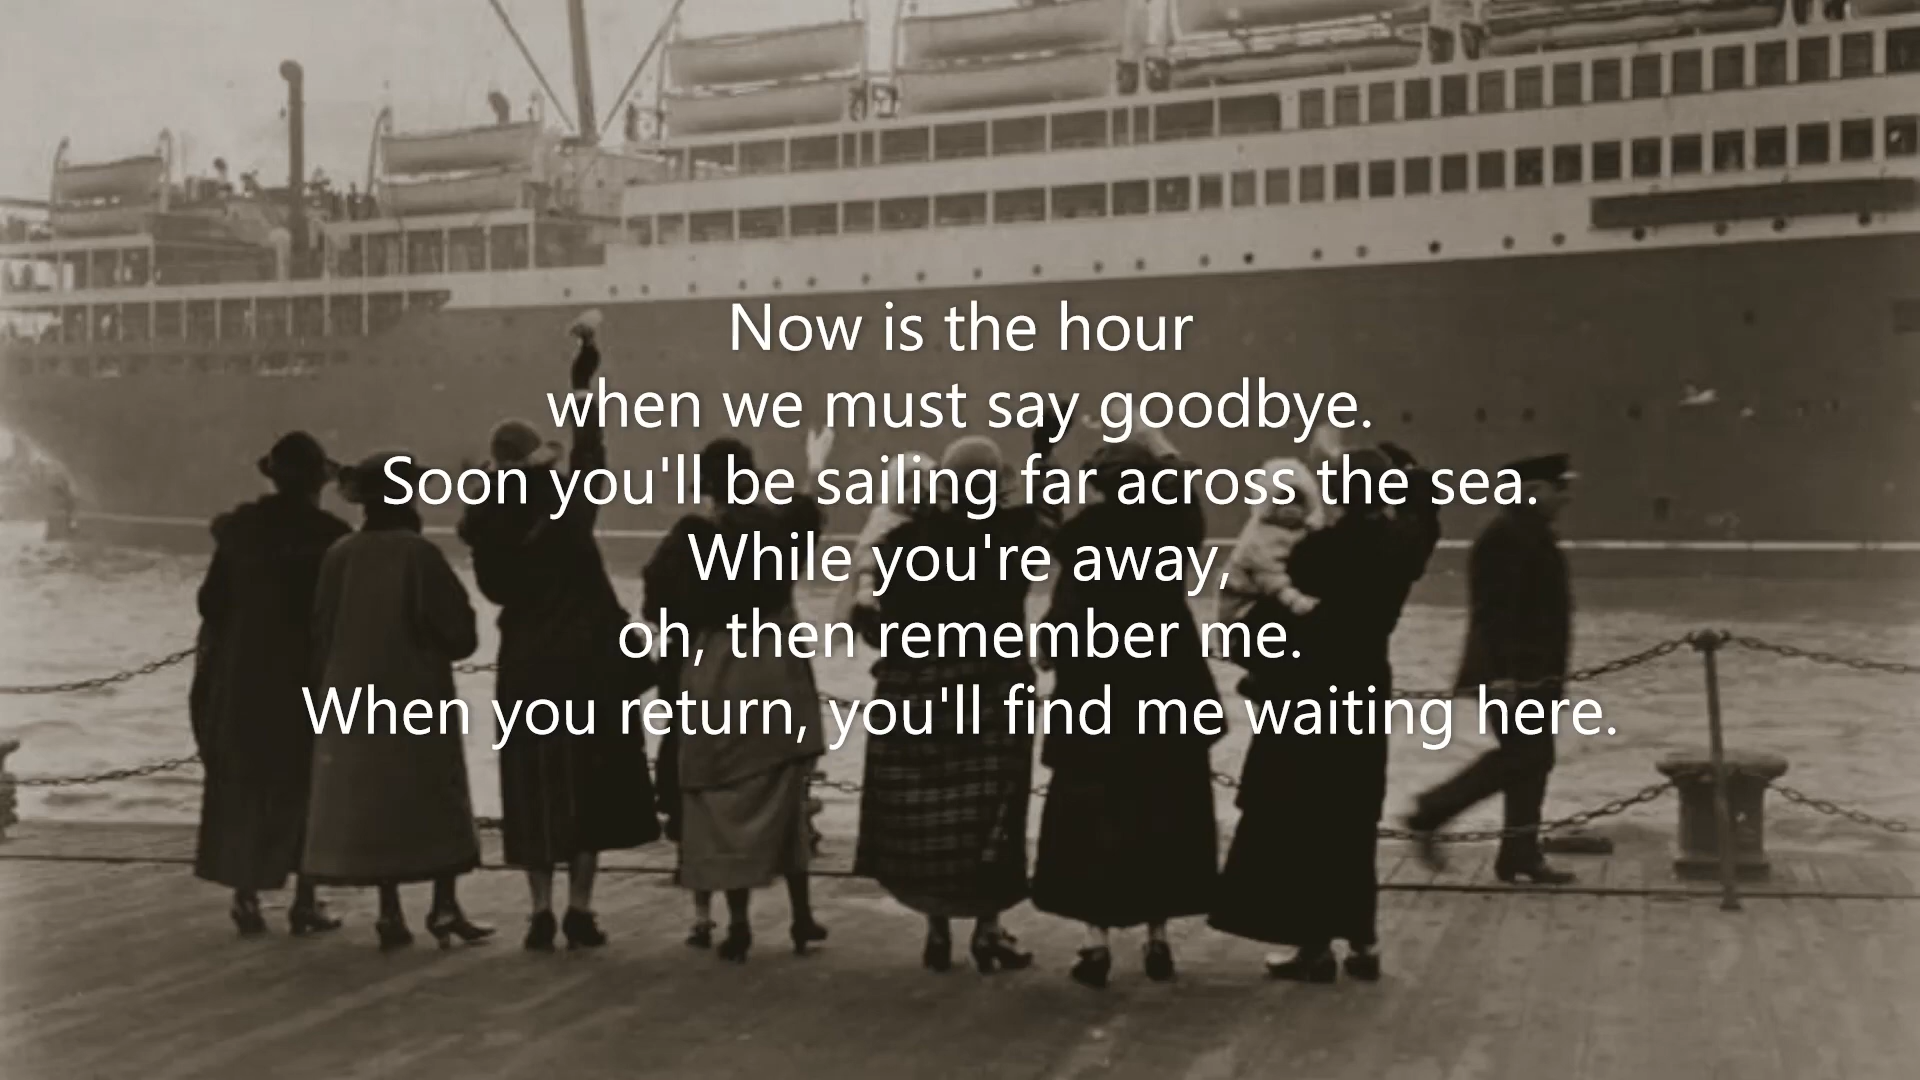 Now is the hour
when we must say goodbye.
Soon you'll be sailing far across the sea.
While you're away,
oh, then remember me.
When you return, you'll find me waiting here.